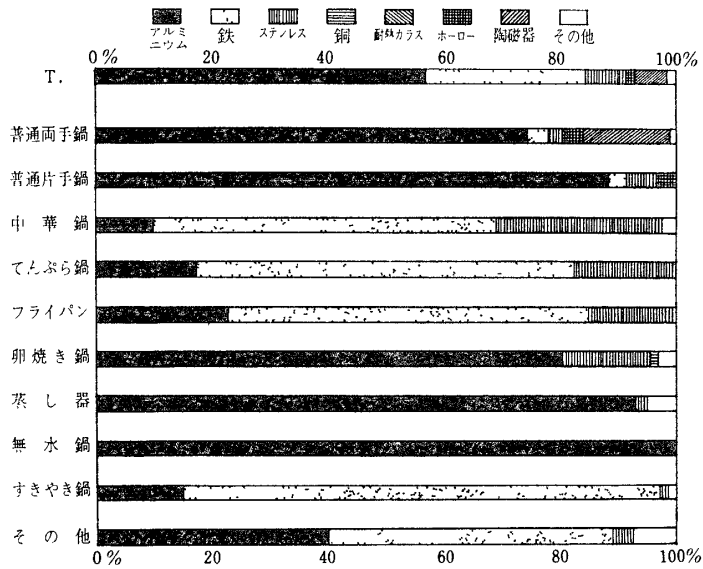 アルミニウム 鉄 ステンレス 銅 耐熱ガラス ホーロー 陶磁器 その他
0% 20 40 60 80 100%
T.
普通両手鍋
普通片手鍋
中華鍋
てんぷら鍋
フライパン
卵焼き鍋
蒸し器
無水鍋
すきやき鍋
その他
0% 20 40 60 80 100%